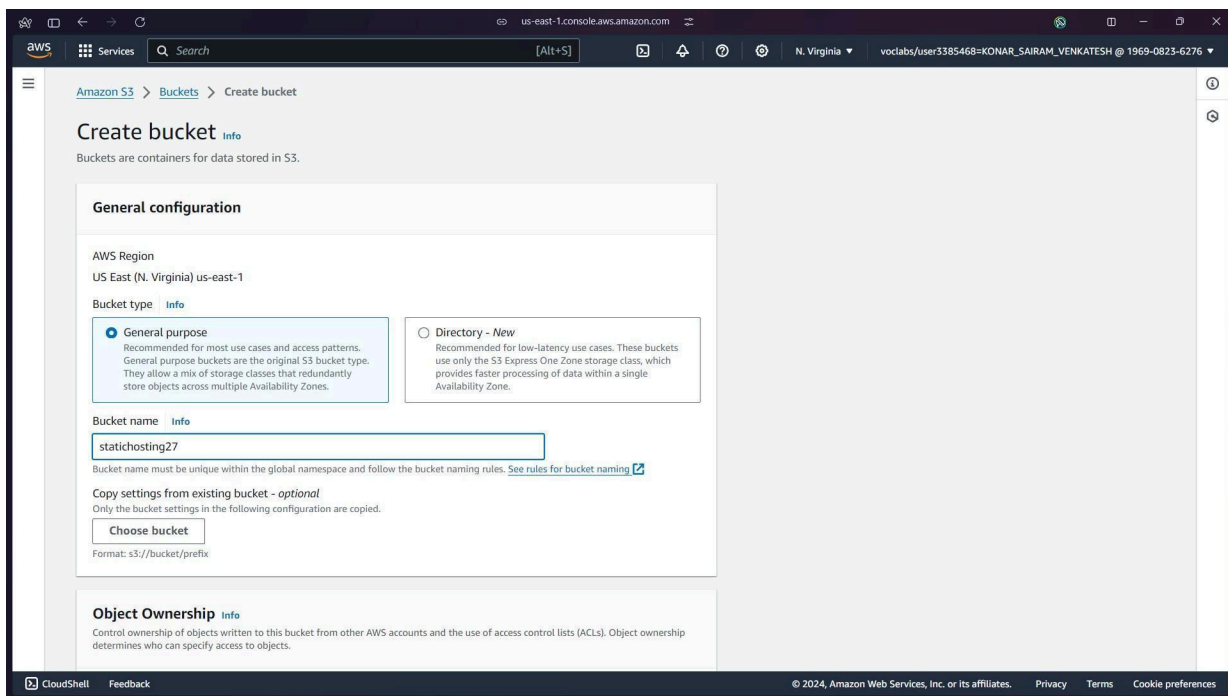 us-east-1.console.aws.amazon.com
aws Services Search [Alt+S] N. Virginia ▼ voclabs/user3385468=KONAR_SAIRAM_VENKATESH @ 1969-0823-6276 ▼
Amazon S3 > Buckets > Create bucket
Create bucket Info
Buckets are containers for data stored in S3.
General configuration
AWS Region
US East (N. Virginia) us-east-1
Bucket type Info
General purpose
Recommended for most use cases and access patterns.
General purpose buckets are the original S3 bucket type.
They allow a mix of storage classes that redundantly
store objects across multiple Availability Zones.
Directory - New
Recommended for low-latency use cases. These buckets
use only the S3 Express One Zone storage class, which
provides faster processing of data within a single
Availability Zone.
Bucket name Info
statichosting27
Bucket name must be unique within the global namespace and follow the bucket naming rules. See rules for bucket naming
Copy settings from existing bucket - optional
Only the bucket settings in the following configuration are copied.
Choose bucket
Format: s3://bucket/prefix
Object Ownership Info
Control ownership of objects written to this bucket from other AWS accounts and the use of access control lists (ACLs). Object ownership
determines who can specify access to objects.
CloudShell Feedback © 2024, Amazon Web Services, Inc. or its affiliates. Privacy Terms Cookie preferences